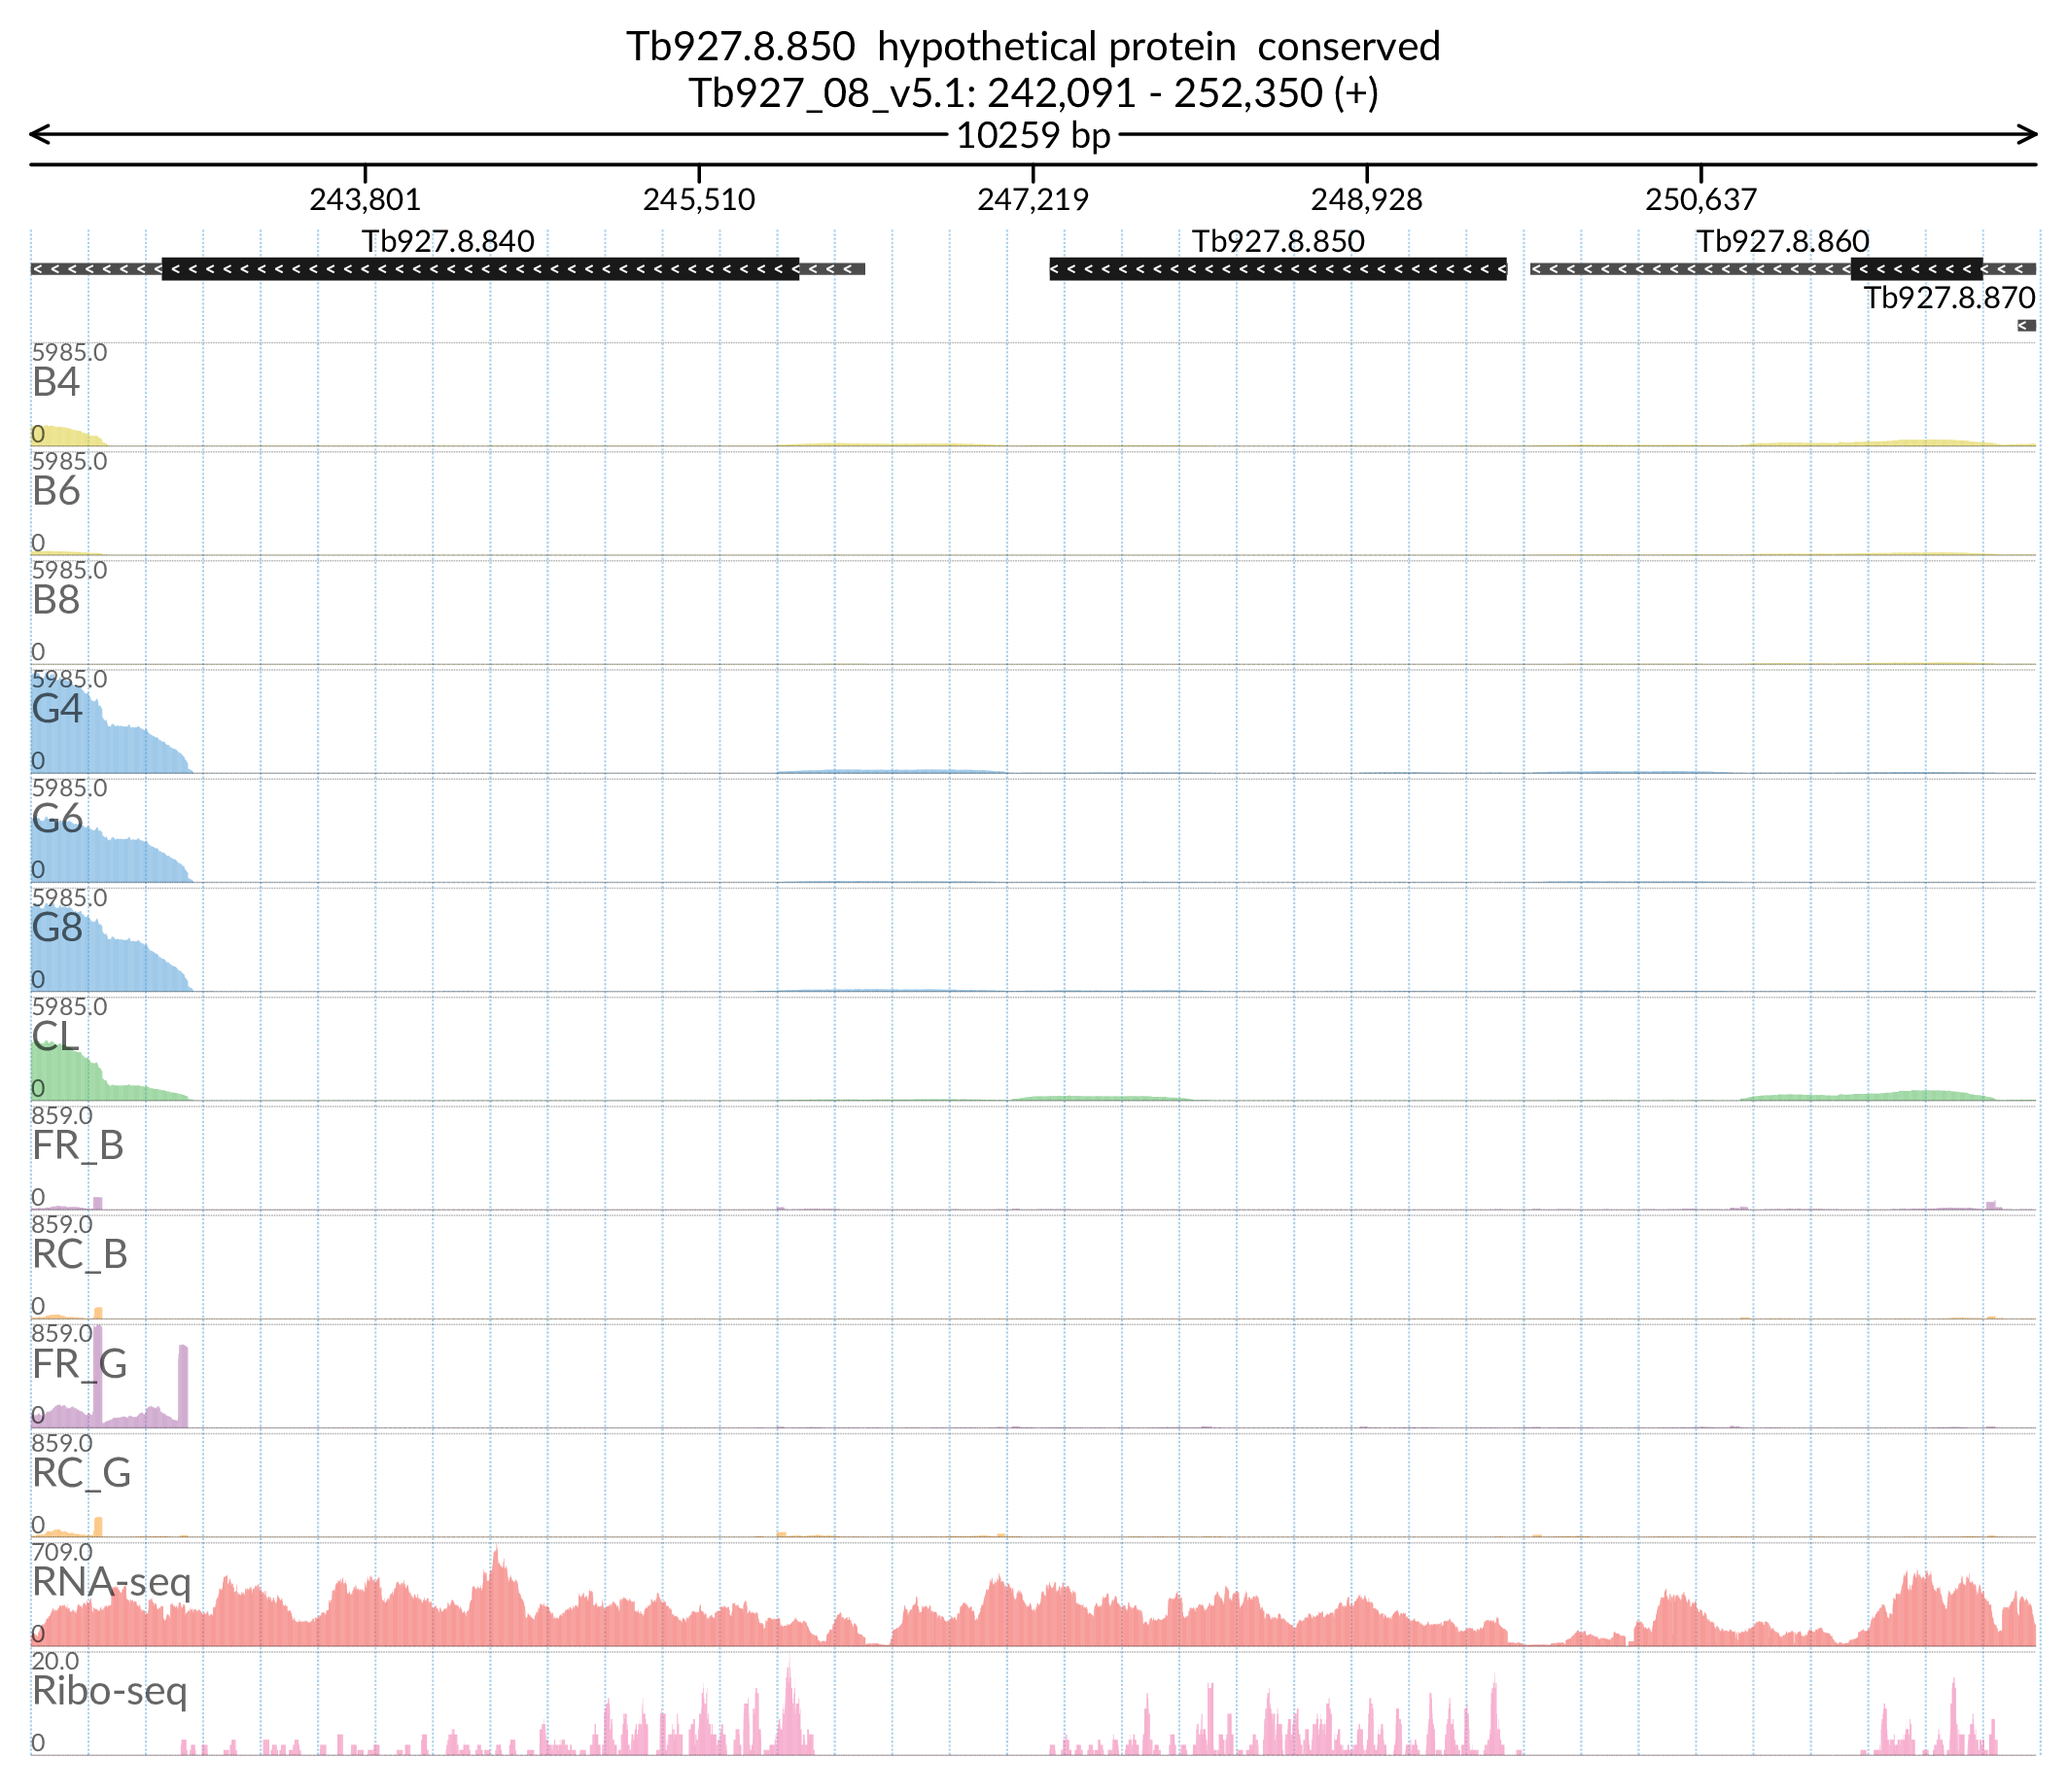 Tb927.8.850 hypothetical protein conserved
Tb927_08_v5.1: 242,091 - 252,350 (+)
10259 bp
243,801 245,510 247,219 248,928 250,637
Tb927.8.840 Tb927.8.850 Tb927.8.860
Tb927.8.870
5985.0
B4
0
5985.0
B6
0
5985.0
B8
0
5985.0
G4
0
5985.0
G6
0
5985.0
G8
0
5985.0
CL
0
859.0
FR_B
0
859.0
RC_B
0
859.0
FR_G
0
859.0
RC_G
0
709.0
RNA-seq
0
20.0
Ribo-seq
0